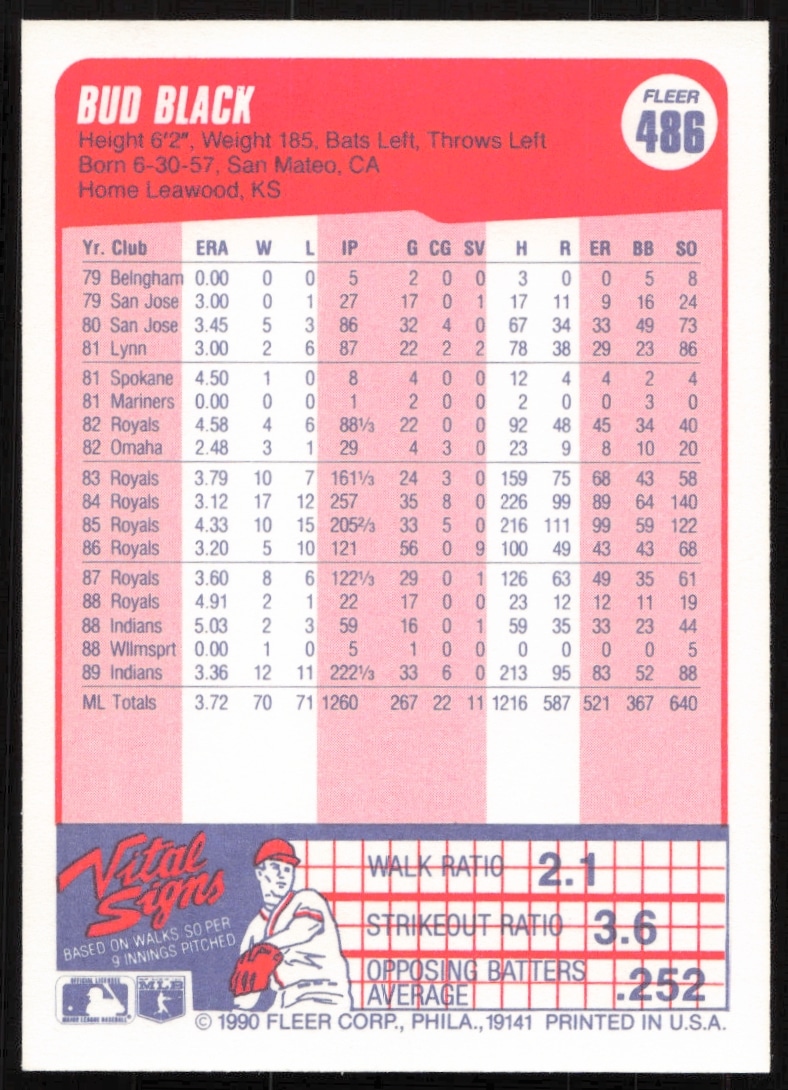 BUD BLACK
FLEER
486
Height 6'2", Weight 185, Bats Left, Throws Left
Born 6-30-57, San Mateo, CA
Home Leawood, KS
Yr. Club ERA W L IP G CG SV H R ER BB SO
79 Belngham 0.00 0 0 5 2 0 0 3 0 0 5 8
79 San Jose 3.00 0 1 27 17 0 1 17 11 9 16 24
80 San Jose 3.45 5 3 86 32 4 0 67 34 33 49 73
81 Lynn 3.00 2 6 87 22 2 2 78 38 29 23 86
81 Spokane 4.50 1 0 8 4 0 0 12 4 4 2 4
81 Mariners 0.00 0 0 1 2 0 0 2 0 0 3 0
82 Royals 4.58 4 6 88⅓ 22 0 0 92 48 45 34 40
82 Omaha 2.48 3 1 29 4 3 0 23 9 8 10 20
83 Royals 3.79 10 7 161⅓ 24 3 0 159 75 68 43 58
84 Royals 3.12 17 12 257 35 8 0 226 99 89 64 140
85 Royals 4.33 10 15 205⅔ 33 5 0 216 111 99 59 122
86 Royals 3.20 5 10 121 56 0 9 100 49 43 43 68
87 Royals 3.60 8 6 122⅓ 29 0 1 126 63 49 35 61
88 Royals 4.91 2 1 22 17 0 0 23 12 12 11 19
88 Indians 5.03 2 3 59 16 0 1 59 35 33 23 44
88 Wllmsprt 0.00 1 0 5 1 0 0 0 0 0 0 5
89 Indians 3.36 12 11 222⅓ 33 6 0 213 95 83 52 88
ML Totals 3.72 70 71 1260 267 22 11 1216 587 521 367 640
Vital
Signs
BASED ON WALKS, SO PER
9 INNINGS PITCHED
WALK RATIO 2.1
STRIKEOUT RATIO 3.6
OPPOSING BATTERS
AVERAGE .252
OFFICIAL LICENSEE
MAJOR LEAGUE BASEBALL
MLB
© 1990 FLEER CORP., PHILA., 19141 PRINTED IN U.S.A.